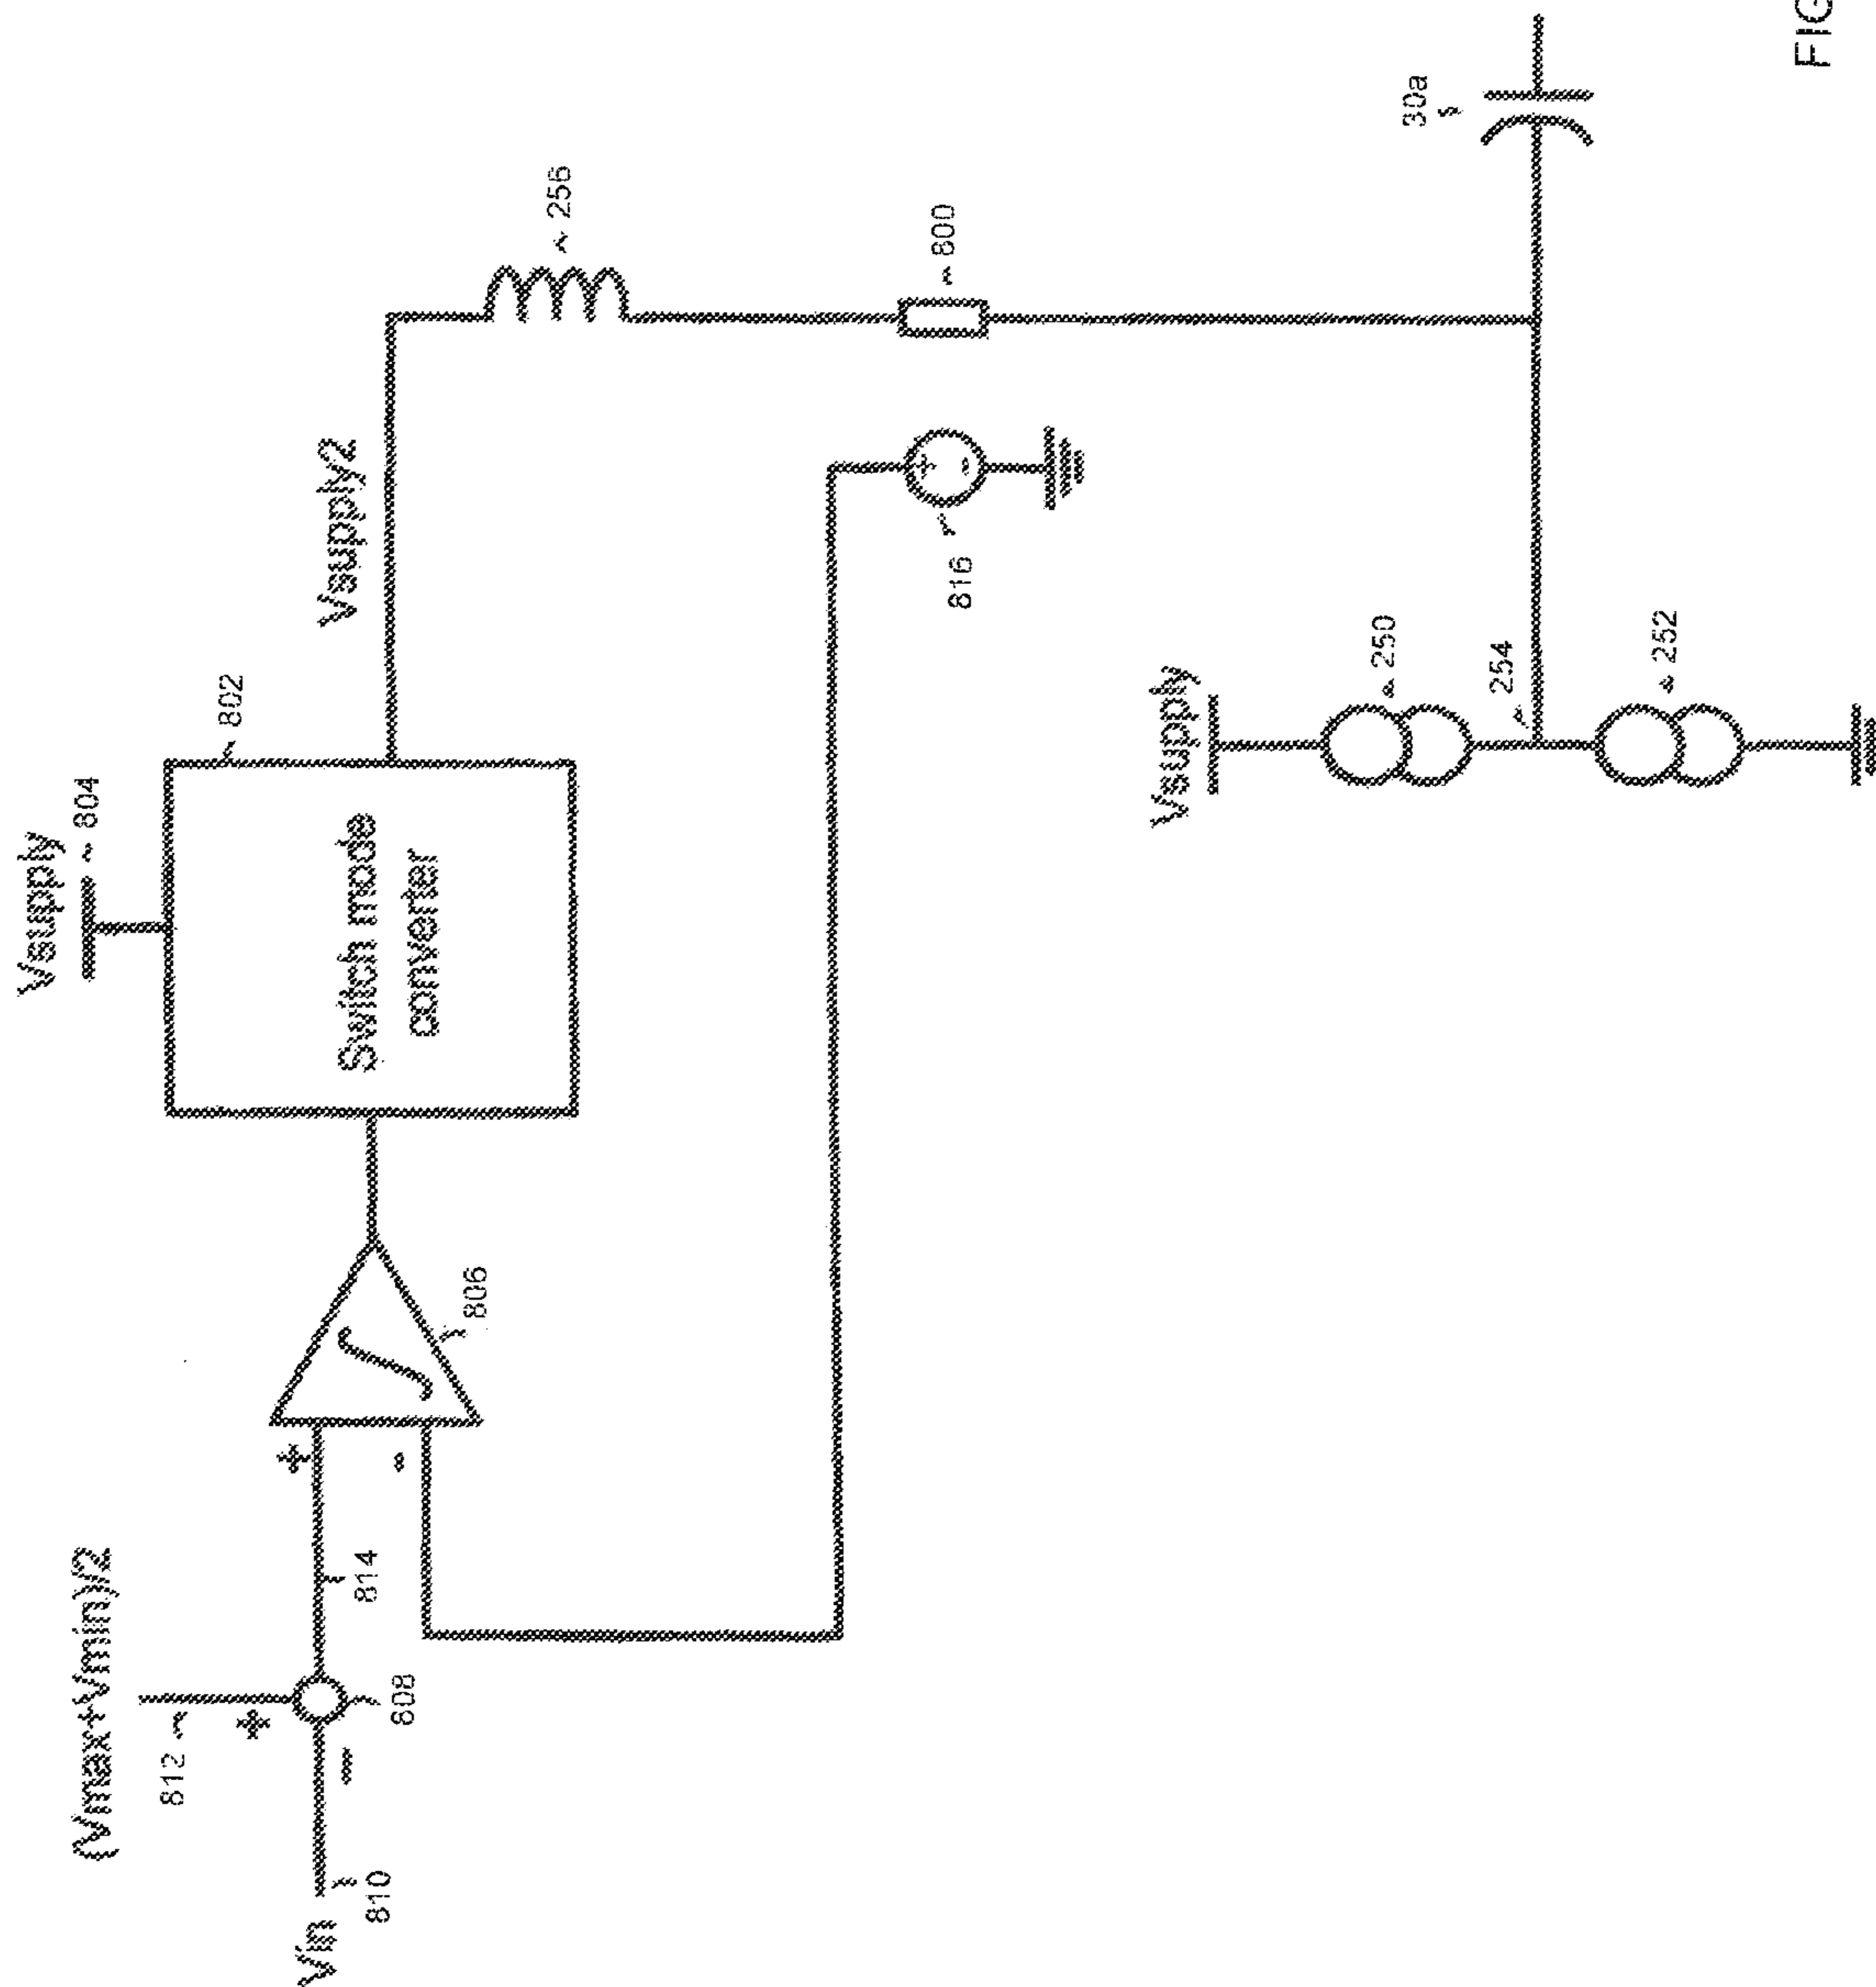 Vsupply
804
(Vmax+Vmin)/2
812
802
+
+
Vin
−
Vsupply2
Switch mode
converter
810
808
814
-
∫
806
256
+
-
800
816
Vsupply
250
30a
254
252
FIG